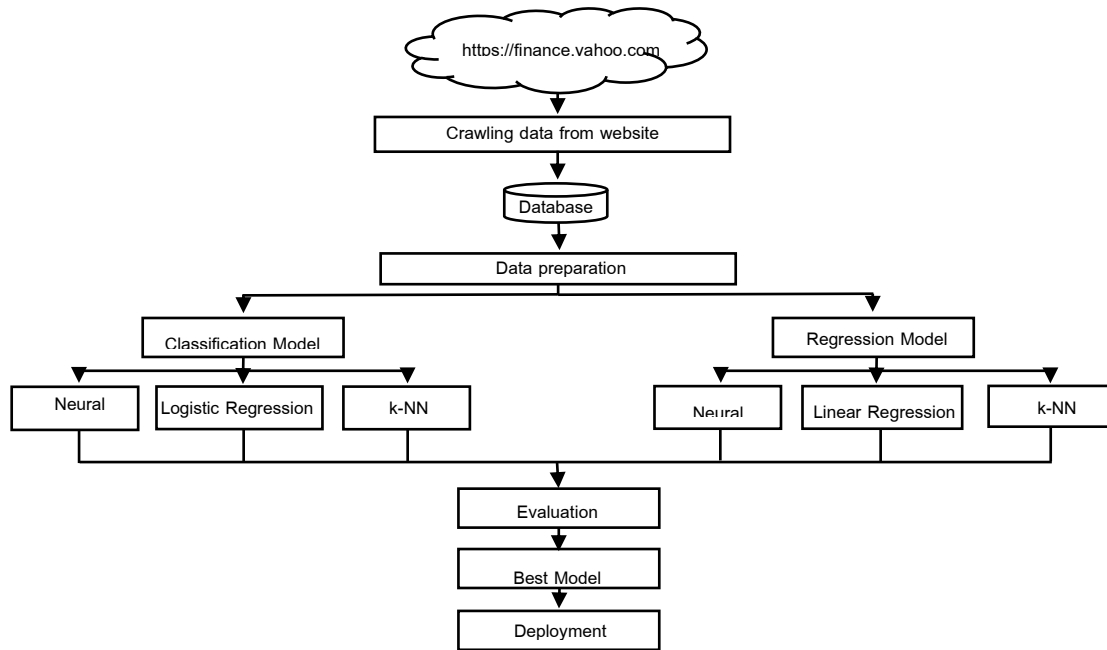 https://finance.yahoo.com
Crawling data from website
Database
Data preparation
Classification Model
Regression Model
Neural
Logistic Regression
k-NN
Neural
Linear Regression
k-NN
Evaluation
Best Model
Deployment